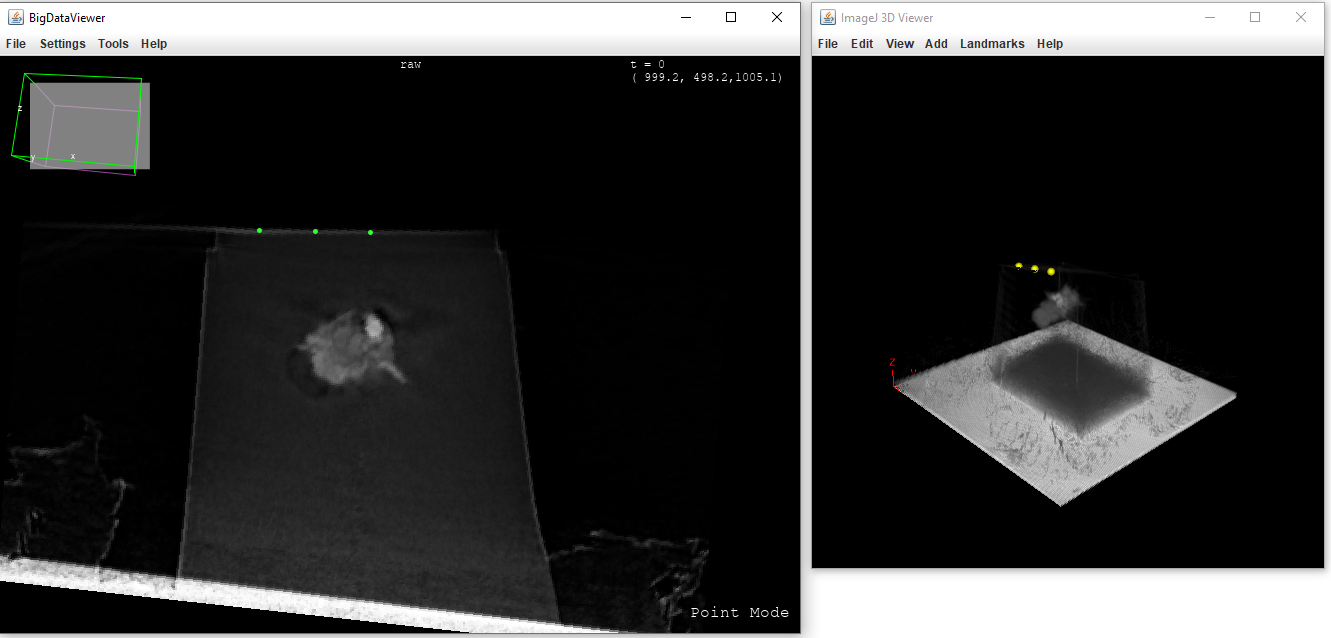 BigDataViewer
File Settings Tools Help
raw
t = 0
( 999.2, 498.2,1005.1)
z
y
x
Point Mode
ImageJ 3D Viewer
File Edit View Add Landmarks Help
Z